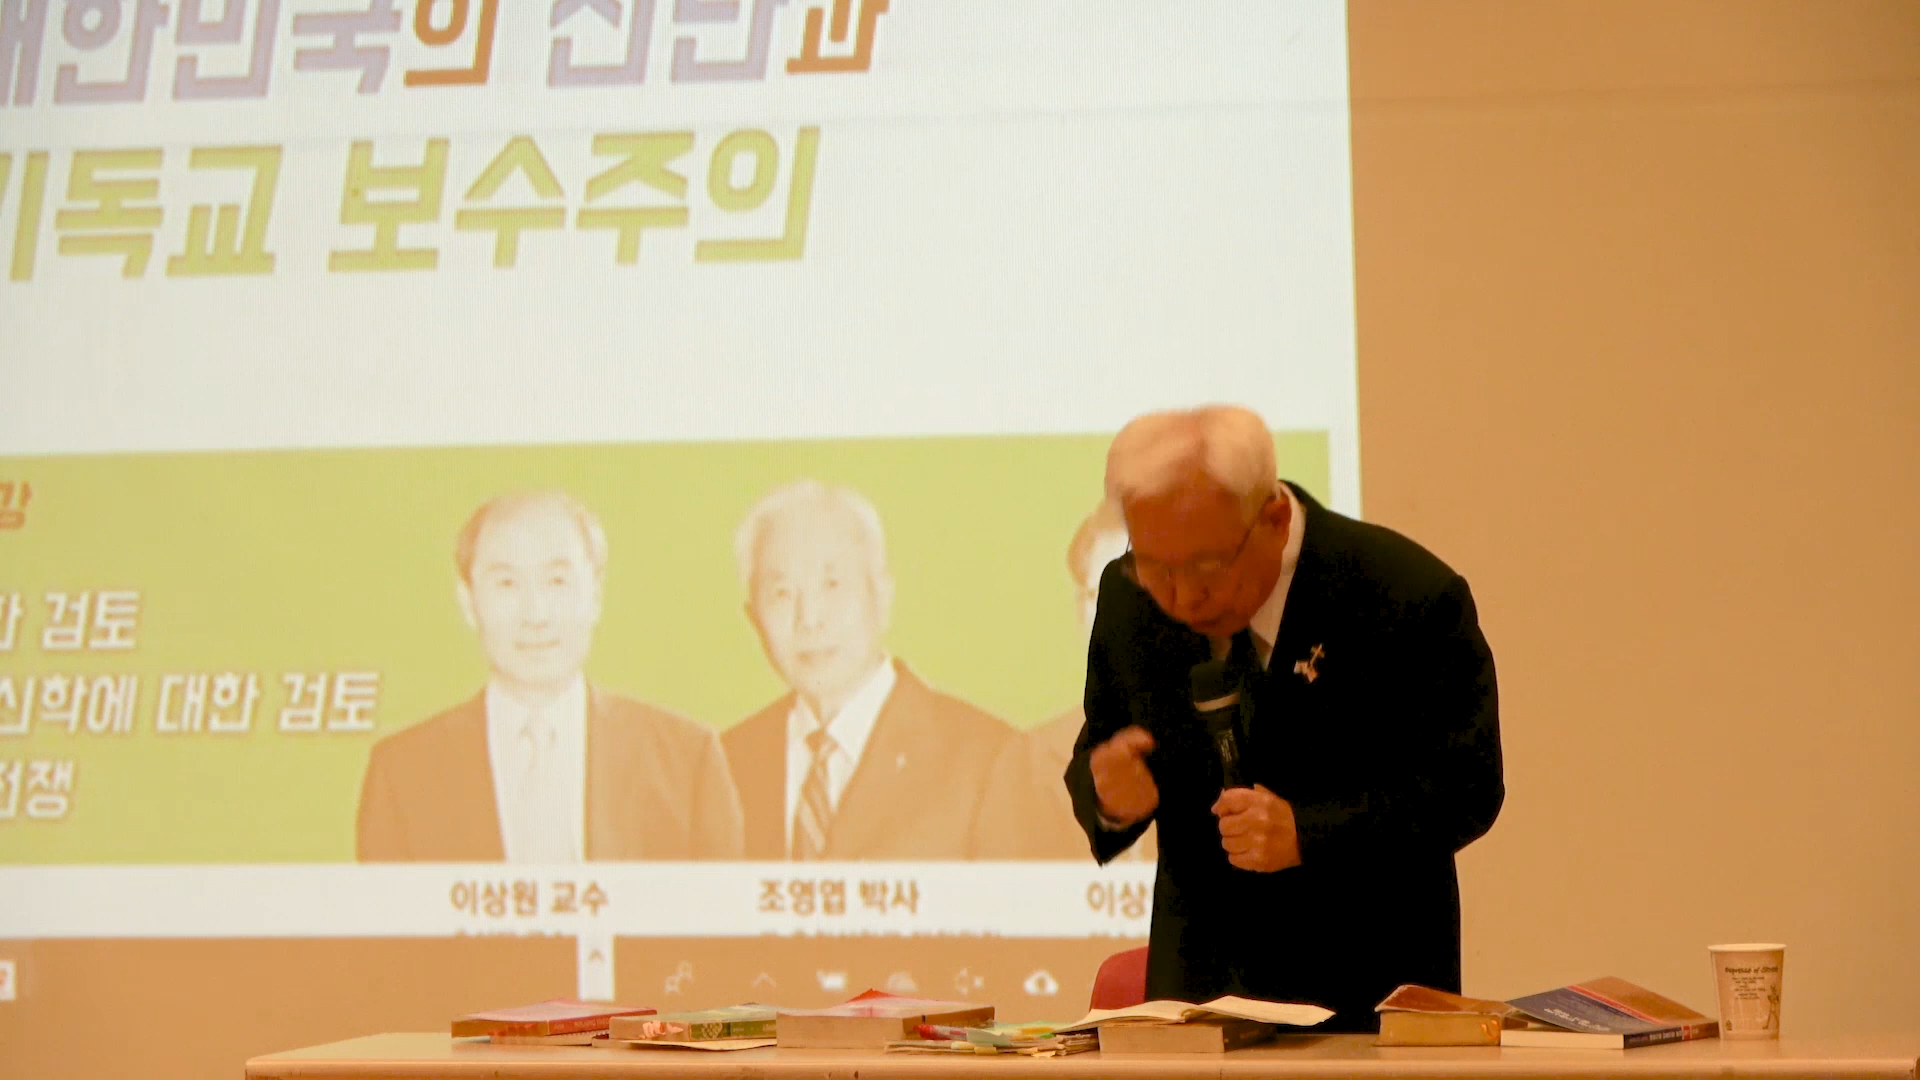 대한민국의 진단과
기독교 보수주의
강
한 검토
신학에 대한 검토
전쟁
이상원 교수
조영엽 박사
이상